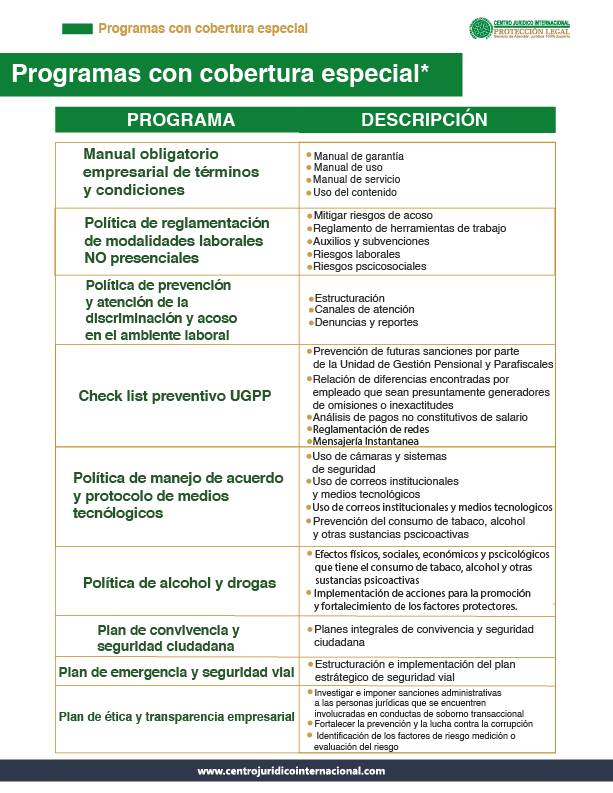 Programas con cobertura especial
CENTRO JURÍDICO INTERNACIONAL
PROTECCIÓN LEGAL
Servicio de Atención Jurídica 100% Experto
Programas con cobertura especial*
PROGRAMA
DESCRIPCIÓN
Manual obligatorio
empresarial de términos
y condiciones
Manual de garantía
Manual de uso
Manual de servicio
Uso del contenido
Política de reglamentación
de modalidades laborales
NO presenciales
Mitigar riesgos de acoso
Reglamento de herramientas de trabajo
Auxilios y subvenciones
Riesgos laborales
Riesgos pscicosociales
Política de prevención
y atención de la
discriminación y acoso
en el ambiente laboral
Estructuración
Canales de atención
Denuncias y reportes
Check list preventivo UGPP
Prevención de futuras sanciones por parte
de la Unidad de Gestión Pensional y Parafiscales
Relación de diferencias encontradas por
empleado que sean presuntamente generadores
de omisiones o inexactitudes
Análisis de pagos no constitutivos de salario
Reglamentación de redes
Mensajería Instantanea
Política de manejo de acuerdo
y protocolo de medios
tecnólogicos
Uso de cámaras y sistemas
de seguridad
Uso de correos institucionales
y medios tecnológicos
Uso de correos institucionales y medios tecnologicos
Prevención del consumo de tabaco, alcohol
y otras sustancias pscicoactivas
Política de alcohol y drogas
Efectos físicos, sociales, económicos y pscicológicos
que tiene el consumo de tabaco, alcohol y otras
sustancias psicoactivas
Implementación de acciones para la promoción
y fortalecimiento de los factores protectores.
Plan de convivencia y
seguridad ciudadana
Planes integrales de convivencia y seguridad
ciudadana
Plan de emergencia y seguridad vial
Estructuración e implementación del plan
estrátegico de seguridad vial
Plan de ética y transparencia empresarial
Investigar e imponer sanciones administrativas
a las personas jurídicas que se encuentren
involucradas en conductas de soborno transaccional
Fortalecer la prevención y la lucha contra la corrupción
Identificación de los factores de riesgo medición o
evaluación del riesgo
www.centrojuridicointernacional.com